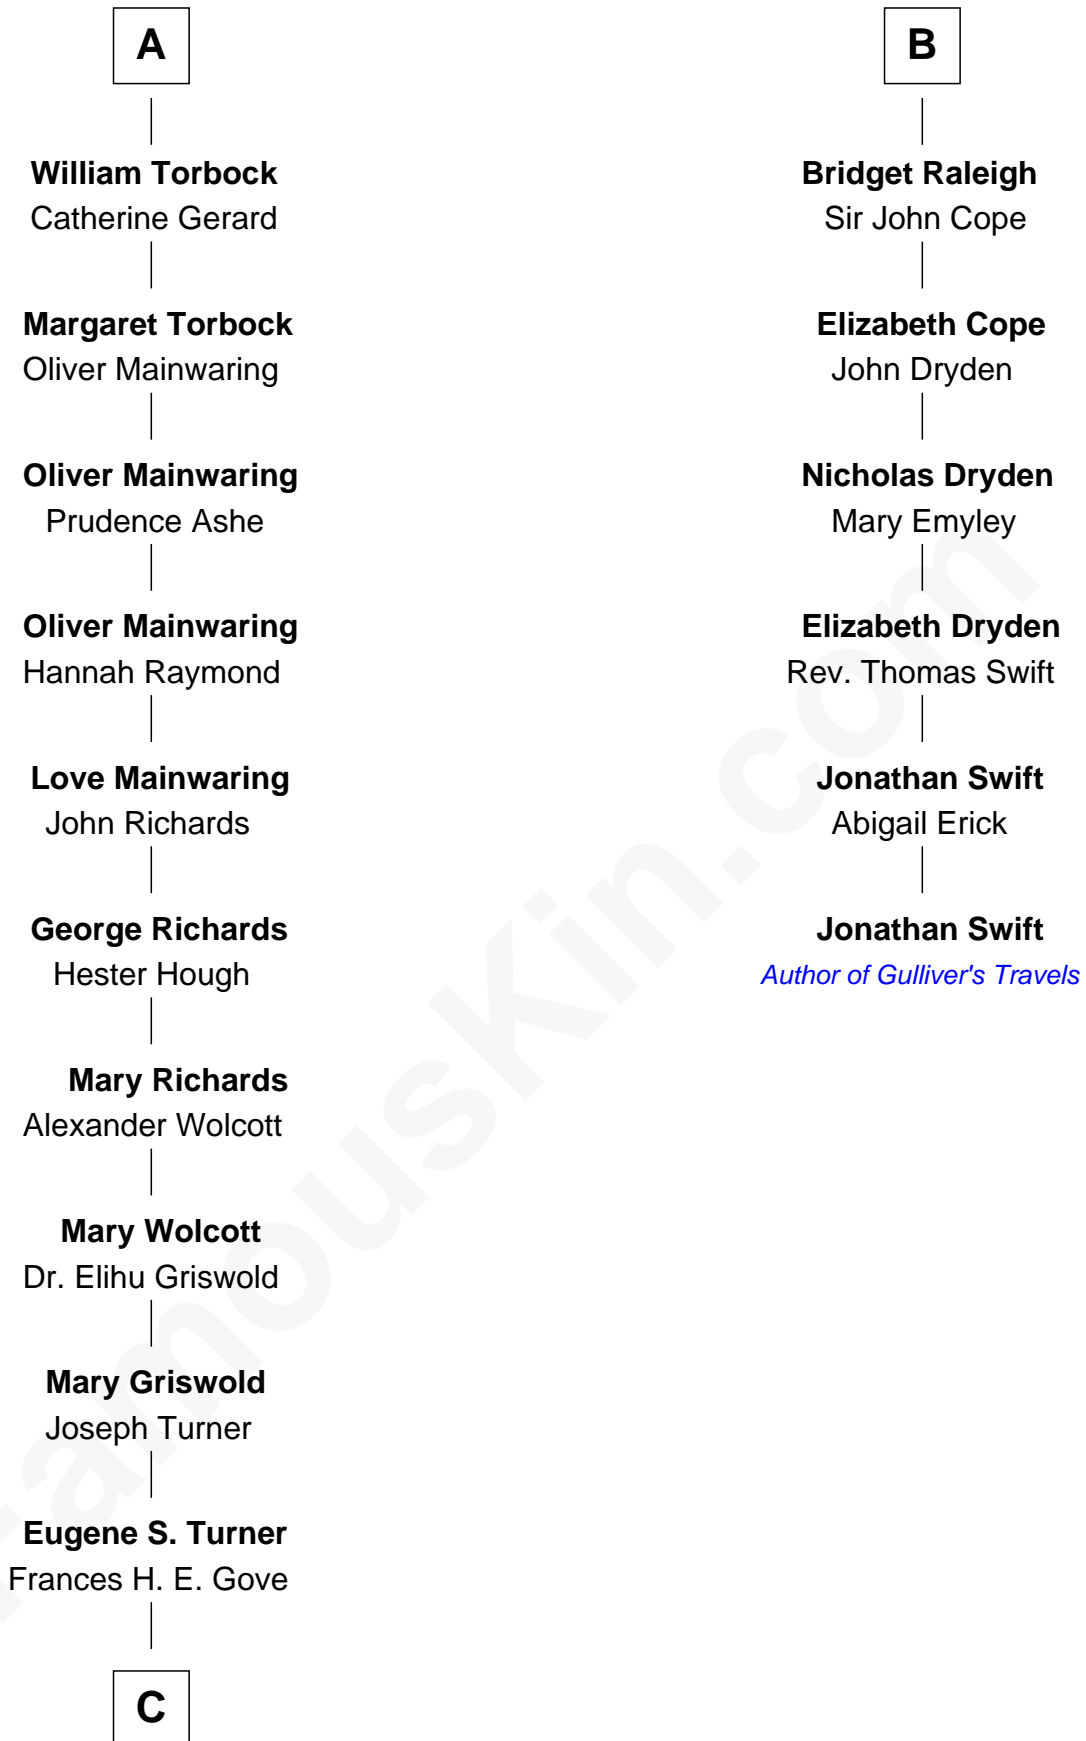 A
William Torbock
Catherine Gerard
Margaret Torbock
Oliver Mainwaring
Oliver Mainwaring
Prudence Ashe
Oliver Mainwaring
Hannah Raymond
Love Mainwaring
John Richards
George Richards
Hester Hough
Mary Richards
Alexander Wolcott
Mary Wolcott
Dr. Elihu Griswold
Mary Griswold
Joseph Turner
Eugene S. Turner
Frances H. E. Gove
C
B
Bridget Raleigh
Sir John Cope
Elizabeth Cope
John Dryden
Nicholas Dryden
Mary Emyley
Elizabeth Dryden
Rev. Thomas Swift
Jonathan Swift
Abigail Erick
Jonathan Swift
Author of Gulliver's Travels
FamousKin.com